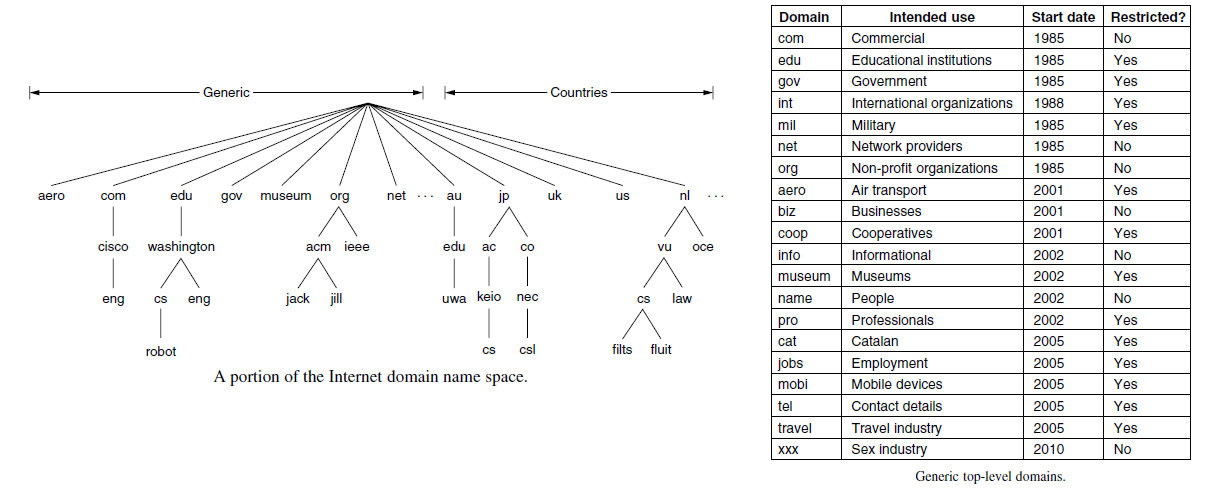 Generic
Countries
aero com edu gov museum org net ... au jp uk us nl ...
cisco washington acm ieee edu ac co vu oce
eng cs eng jack jill uwa keio nec cs law
robot cs csl filts fluit
A portion of the Internet domain name space.
Domain Intended use Start date Restricted?
com Commercial 1985 No
edu Educational institutions 1985 Yes
gov Government 1985 Yes
int International organizations 1988 Yes
mil Military 1985 Yes
net Network providers 1985 No
org Non-profit organizations 1985 No
aero Air transport 2001 Yes
biz Businesses 2001 No
coop Cooperatives 2001 Yes
info Informational 2002 No
museum Museums 2002 Yes
name People 2002 No
pro Professionals 2002 Yes
cat Catalan 2005 Yes
jobs Employment 2005 Yes
mobi Mobile devices 2005 Yes
tel Contact details 2005 Yes
travel Travel industry 2005 Yes
xxx Sex industry 2010 No
Generic top-level domains.